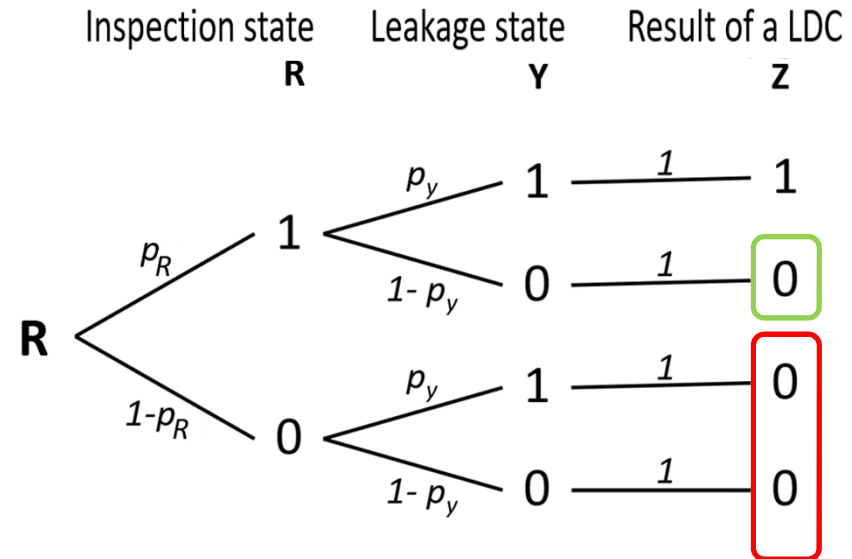 Inspection state Leakage state Result of a LDC
R Y Z
p_y 1 1 1
p_R 1
1- p_y 0 1 0
R
p_y 1 1 0
1-p_R 0
1- p_y 0 1 0